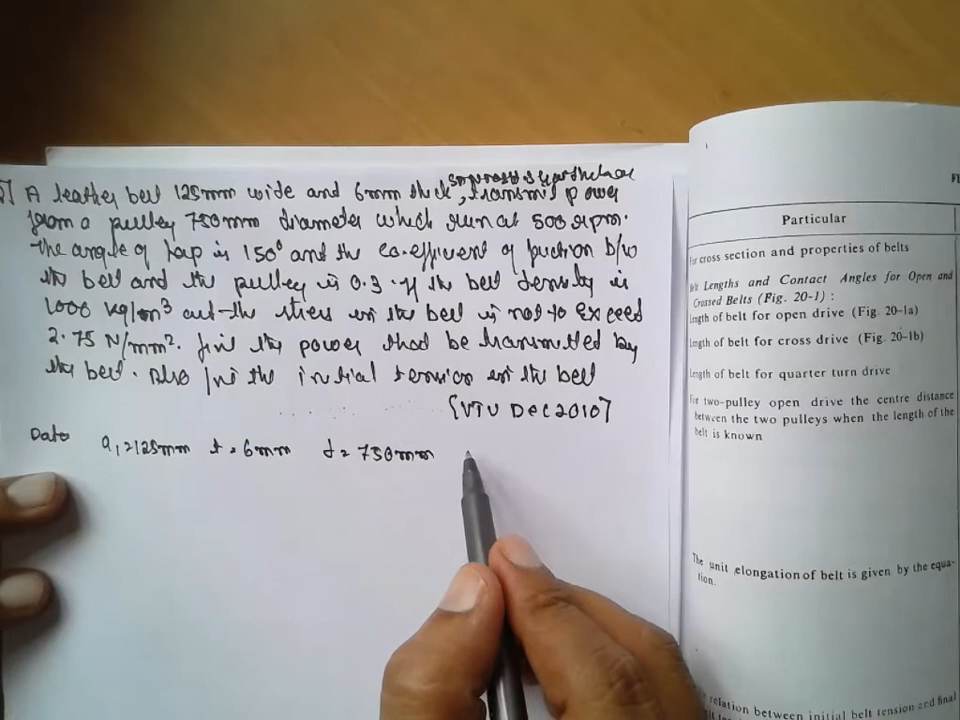 A leather belt 125mm wide and 6mm thick, transmit power
from a pulley 750mm diameter which run at 500 rpm.
The angle of lap is 150° and the co-efficient of friction b/w
the belt and the pulley is 0.3. If the belt density is
1000 kg/m³ and the stress in the belt is not to exceed
2.75 N/mm². find the power that be transmitted by
the belt. Also find the initial tension in the belt
{VTU Dec2010}
Data
t = 6mm
d = 750mm
Particular
For cross section and properties of belts
Belt Lengths and Contact Angles for Open and
Crossed Belts (Fig. 20-1) :
Length of belt for open drive (Fig. 20-1a)
Length of belt for cross drive (Fig. 20-1b)
Length of belt for quarter turn drive
For two-pulley open drive the centre distance
between the two pulleys when the length of the
belt is known
The unit elongation of belt is given by the equa-
tion.
relation between initial belt tension and final